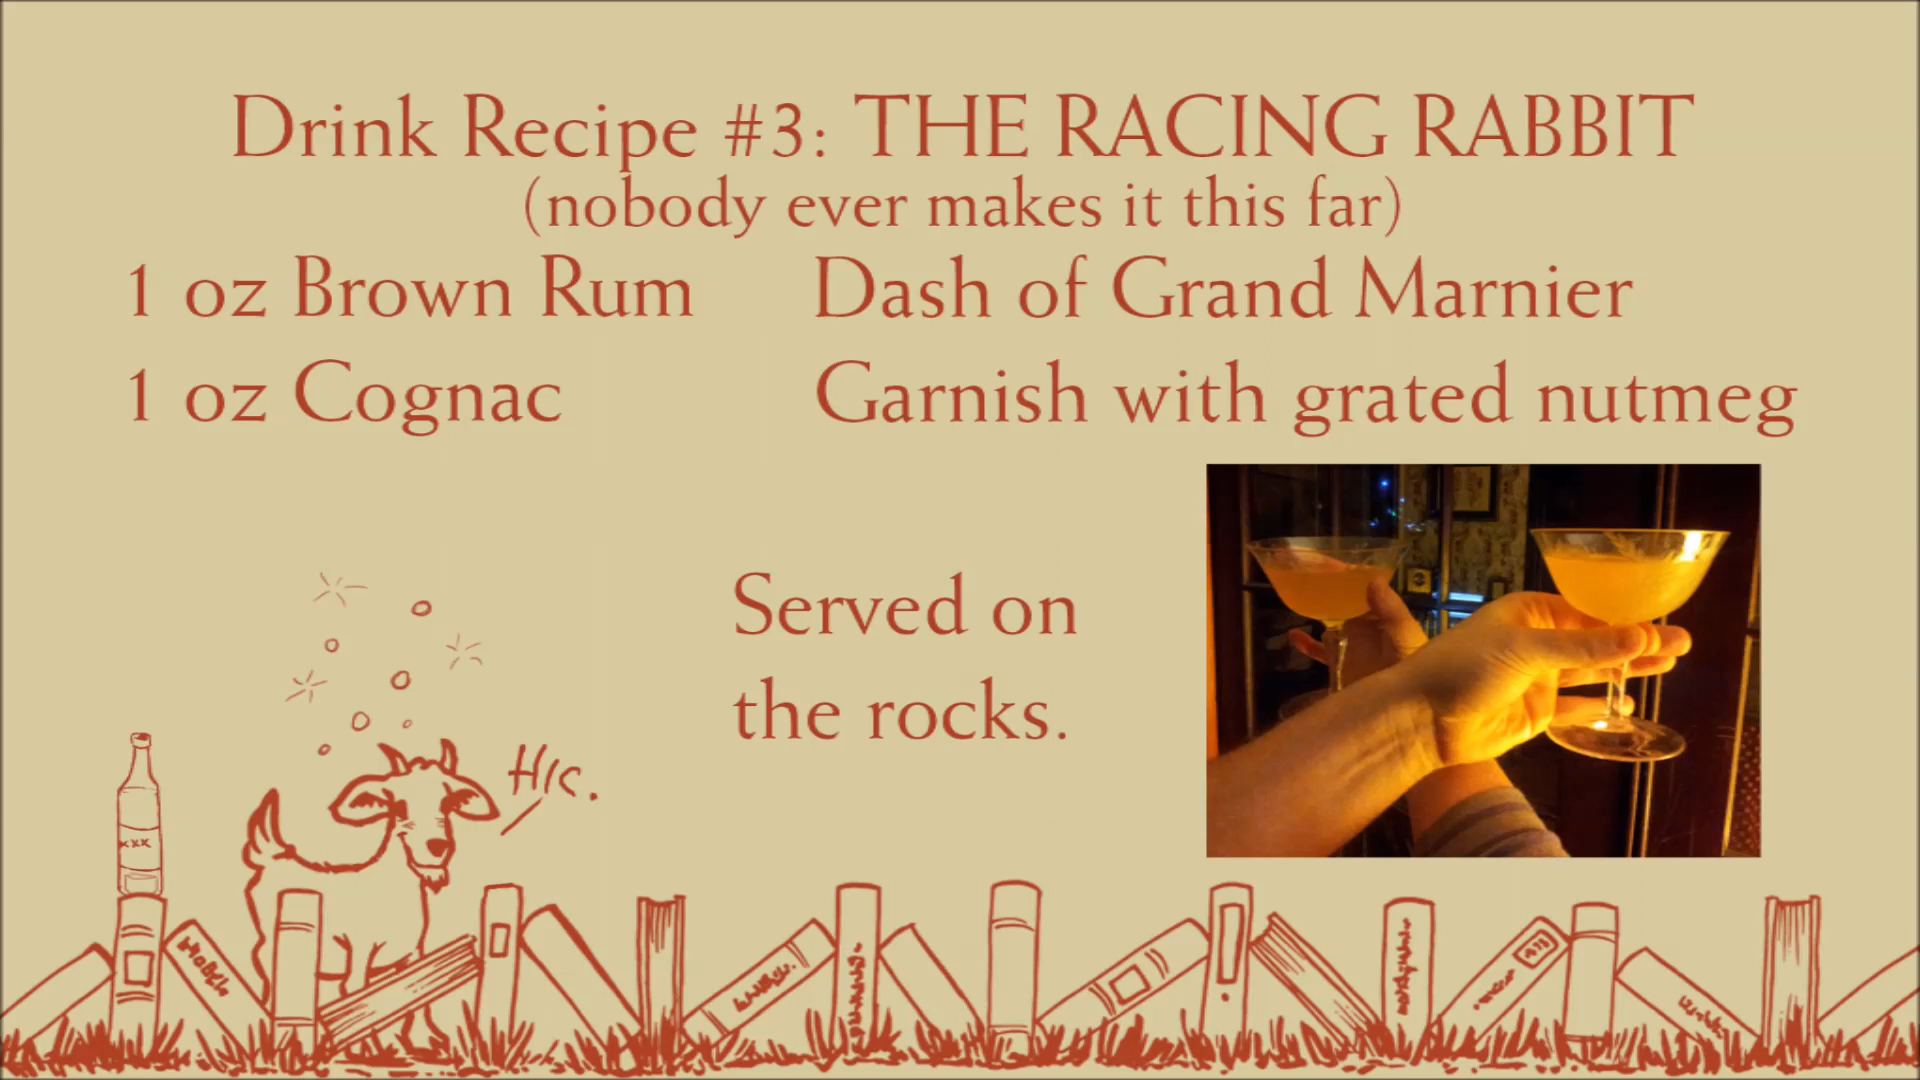 Drink Recipe #3: THE RACING RABBIT
(nobody ever makes it this far)
1 oz Brown Rum
1 oz Cognac
Dash of Grand Marnier
Garnish with grated nutmeg
Served on
the rocks.
HIC.
XXX